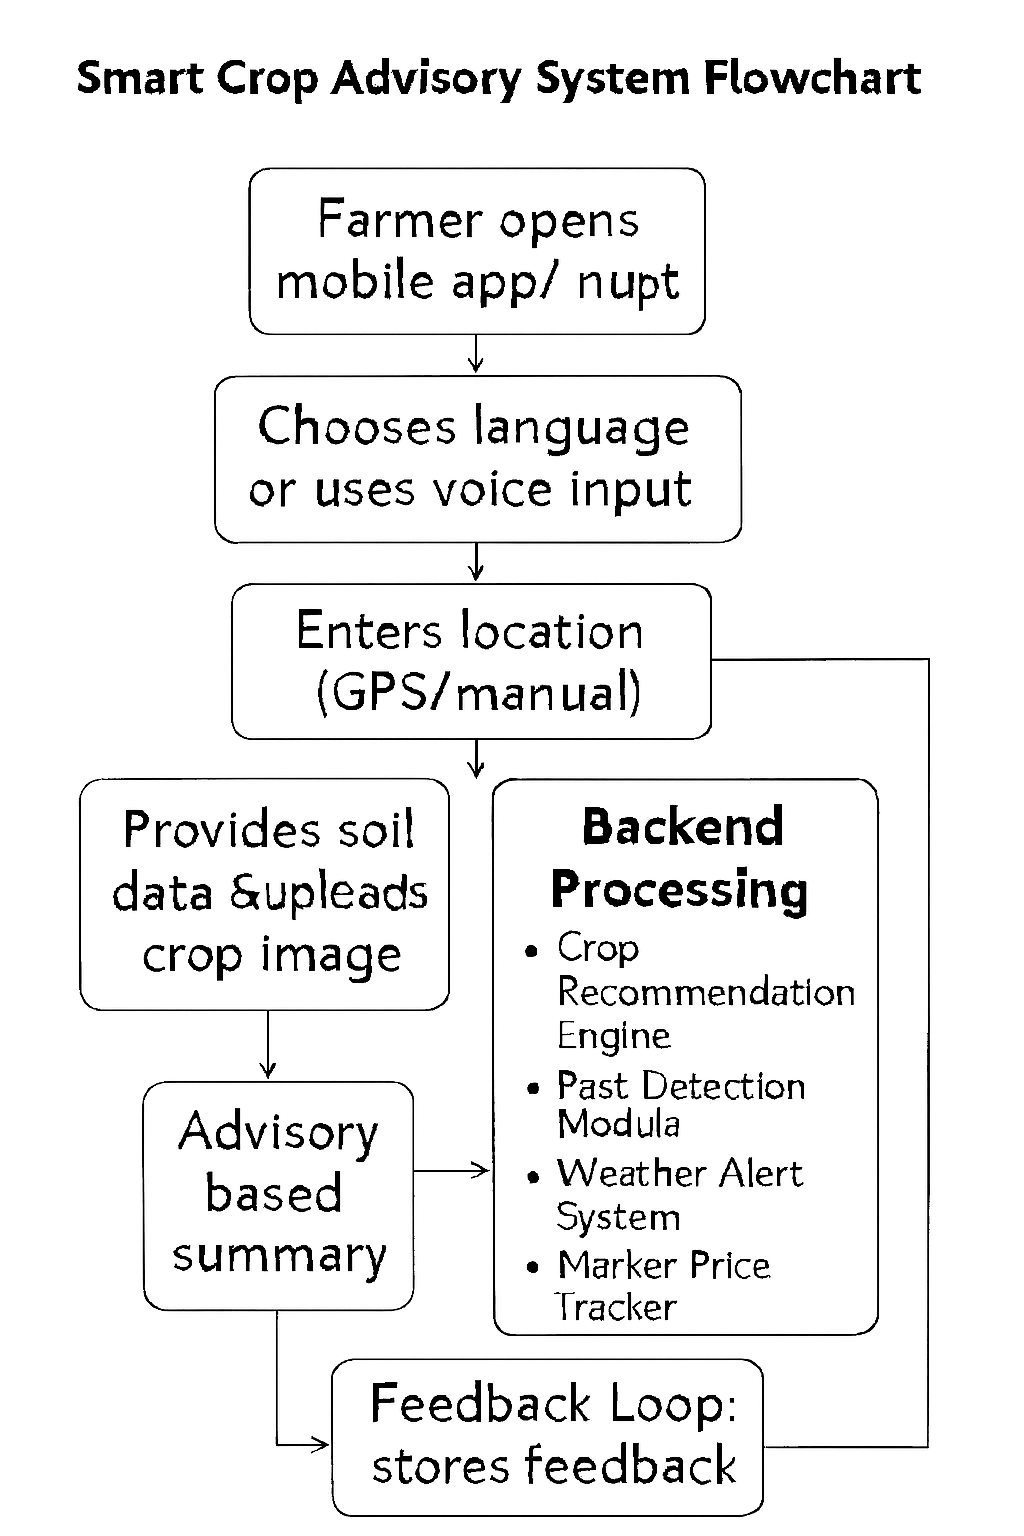 Smart Crop Advisory System Flowchart
Farmer opens
mobile app/ nupt
Chooses language
or uses voice input
Enters location
(GPS/manual)
Provides soil
data &upleads
crop image
Backend
Processing
• Crop
Recommendation
Engine
• Past Detection
Modula
• Weather Alert
System
• Marker Price
Tracker
Advisory
based
summary
Feedback Loop:
stores feedback